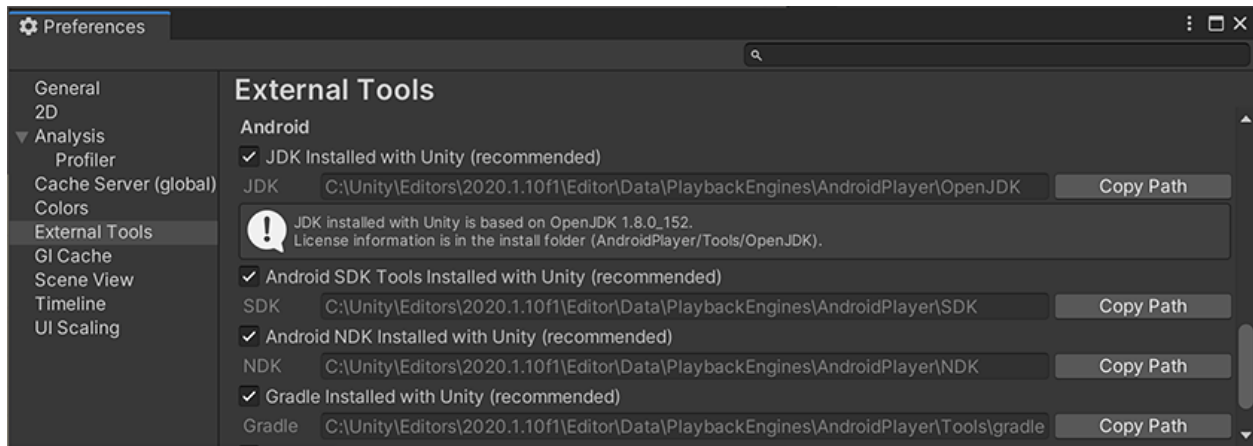 Preferences
General
2D
Analysis
Profiler
Cache Server (global)
Colors
External Tools
GI Cache
Scene View
Timeline
UI Scaling
External Tools
Android
JDK Installed with Unity (recommended)
JDK C:\Unity\Editors\2020.1.10f1\Editor\Data\PlaybackEngines\AndroidPlayer\OpenJDK Copy Path
JDK installed with Unity is based on OpenJDK 1.8.0_152.
License information is in the install folder (AndroidPlayer/Tools/OpenJDK).
Android SDK Tools Installed with Unity (recommended)
SDK C:\Unity\Editors\2020.1.10f1\Editor\Data\PlaybackEngines\AndroidPlayer\SDK Copy Path
Android NDK Installed with Unity (recommended)
NDK C:\Unity\Editors\2020.1.10f1\Editor\Data\PlaybackEngines\AndroidPlayer\NDK Copy Path
Gradle Installed with Unity (recommended)
Gradle C:\Unity\Editors\2020.1.10f1\Editor\Data\PlaybackEngines\AndroidPlayer\Tools\gradle Copy Path